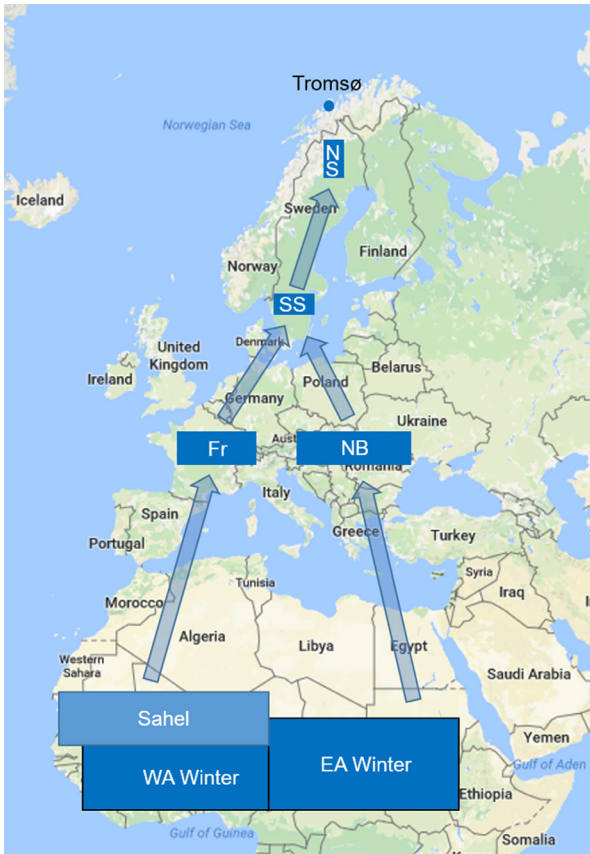 Tromsø
Norwegian Sea
N
S
Iceland
Sweden
Finland
Norway
SS
United
Kingdom
Denmark
Ireland
Belarus
Poland
Germany
Ukraine
Fr
Aust
NB
Romania
Italy
Spain
Portugal
Greece
Turkey
Syria
Tunisia
Iraq
Morocco
Algeria
Libya
Egypt
Western
Sahara
Saudi Arabia
Sahel
Yemen
Gulf of Aden
WA Winter
EA Winter
Ethiopia
Gulf of Guinea
Somalia